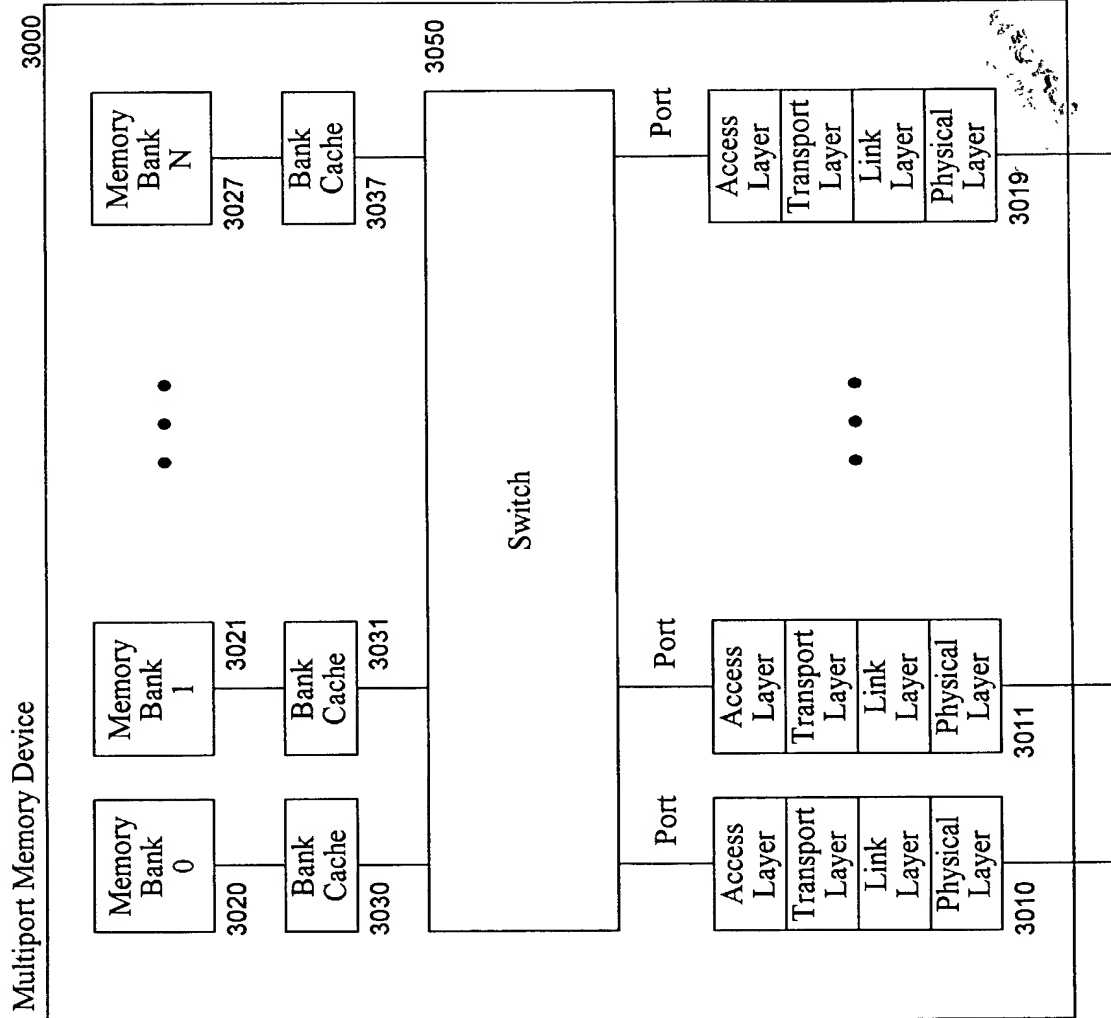 Multiport Memory Device
3000
Memory
Bank
0
3020
Memory
Bank
1
3021
Memory
Bank
N
3027
Bank
Cache
3030
Bank
Cache
3031
Bank
Cache
3037
3050
Switch
Port
Port
Port
Access
Layer
Transport
Layer
Link
Layer
Physical
Layer
3010
Access
Layer
Transport
Layer
Link
Layer
Physical
Layer
3011
Access
Layer
Transport
Layer
Link
Layer
Physical
Layer
3019